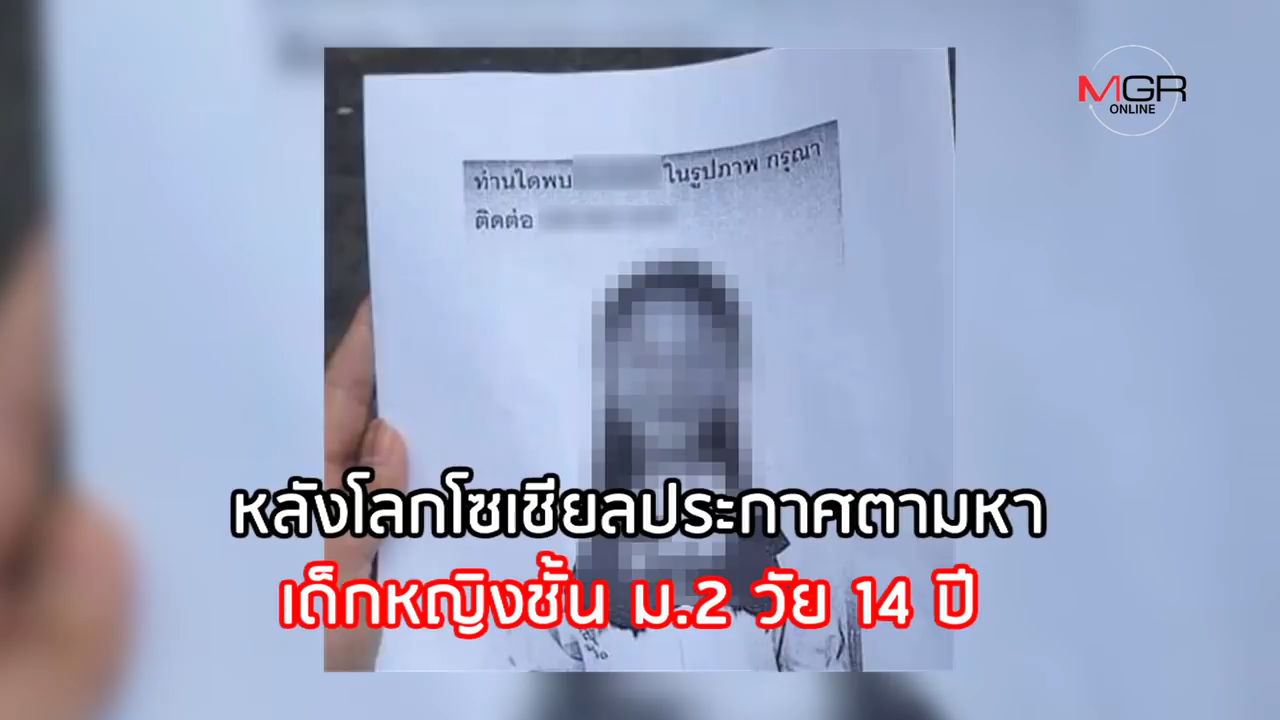 MGR
ONLINE
ท่านใดพบ ในรูปภาพ กรุณา
ติดต่อ
หลังโลกโซเชียลประกาศตามหา
เด็กหญิงชั้น ม.2 วัย 14 ปี